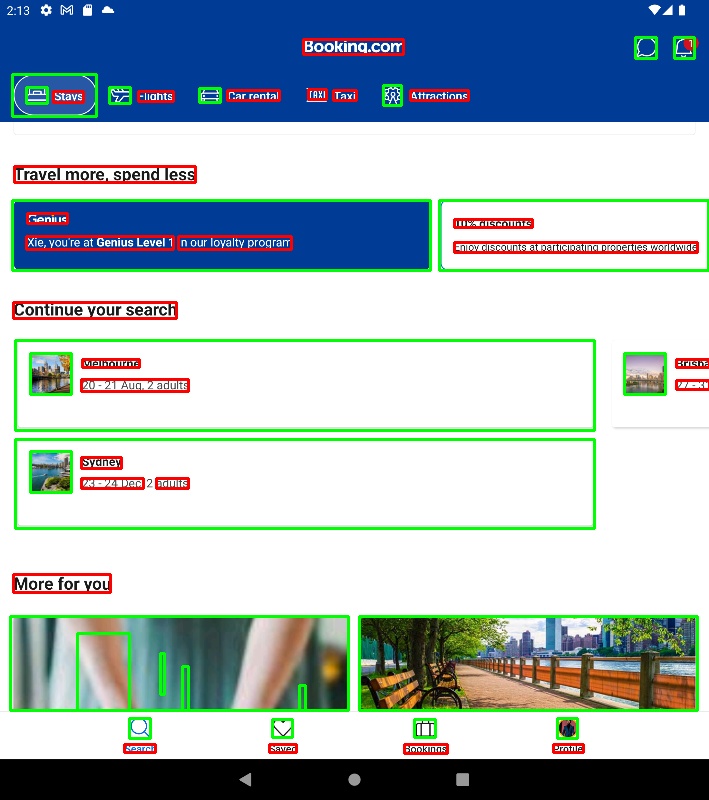 2:13
Booking.com
Stays Flights Car rental TAXI Taxi Attractions
Travel more, spend less
Genius
Xie, you're at Genius Level 1 in our loyalty program
10% discounts
Enjoy discounts at participating properties worldwide
Continue your search
Melbourne
20 - 21 Aug, 2 adults
Brisba
27 - 31
Sydney
23 - 24 Dec, 2 adults
More for you
Search Saved Bookings Profile